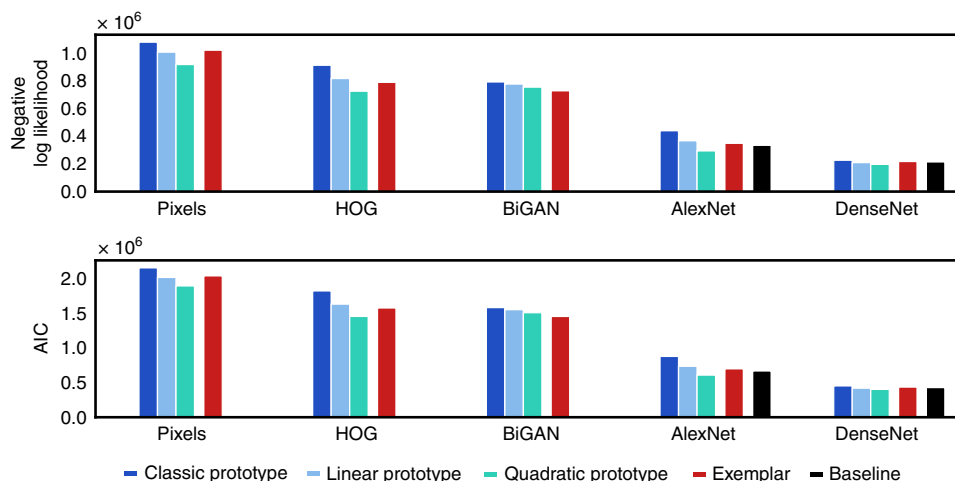 × 10⁶
Negative
log likelihood
1.0
0.8
0.6
0.4
0.2
0.0
Pixels HOG BiGAN AlexNet DenseNet
× 10⁶
AIC
2.0
1.5
1.0
0.5
0.0
Pixels HOG BiGAN AlexNet DenseNet
Classic prototype Linear prototype Quadratic prototype Exemplar Baseline